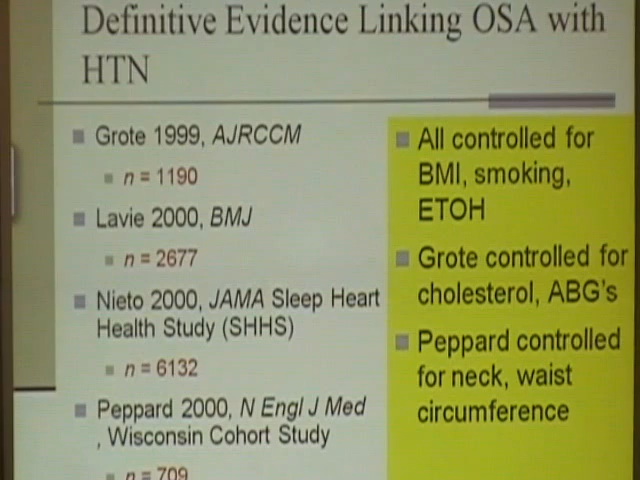 Definitive Evidence Linking OSA with
HTN
Grote 1999, AJRCCM
n = 1190
Lavie 2000, BMJ
n = 2677
Nieto 2000, JAMA Sleep Heart
Health Study (SHHS)
n = 6132
Peppard 2000, N Engl J Med
, Wisconsin Cohort Study
n = 709
All controlled for
BMI, smoking,
ETOH
Grote controlled for
cholesterol, ABG's
Peppard controlled
for neck, waist
circumference